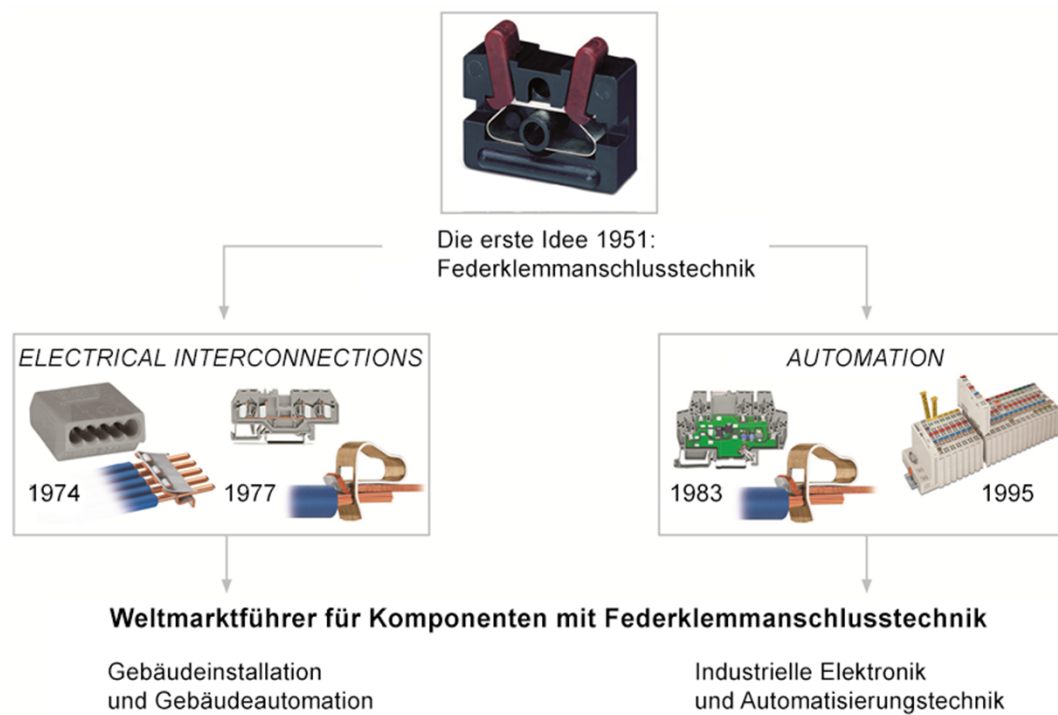 Die erste Idee 1951:
Federklemmanschlusstechnik
ELECTRICAL INTERCONNECTIONS
1974
1977
AUTOMATION
1983
1995
Weltmarktführer für Komponenten mit Federklemmanschlusstechnik
Gebäudeinstallation
und Gebäudeautomation
Industrielle Elektronik
und Automatisierungstechnik